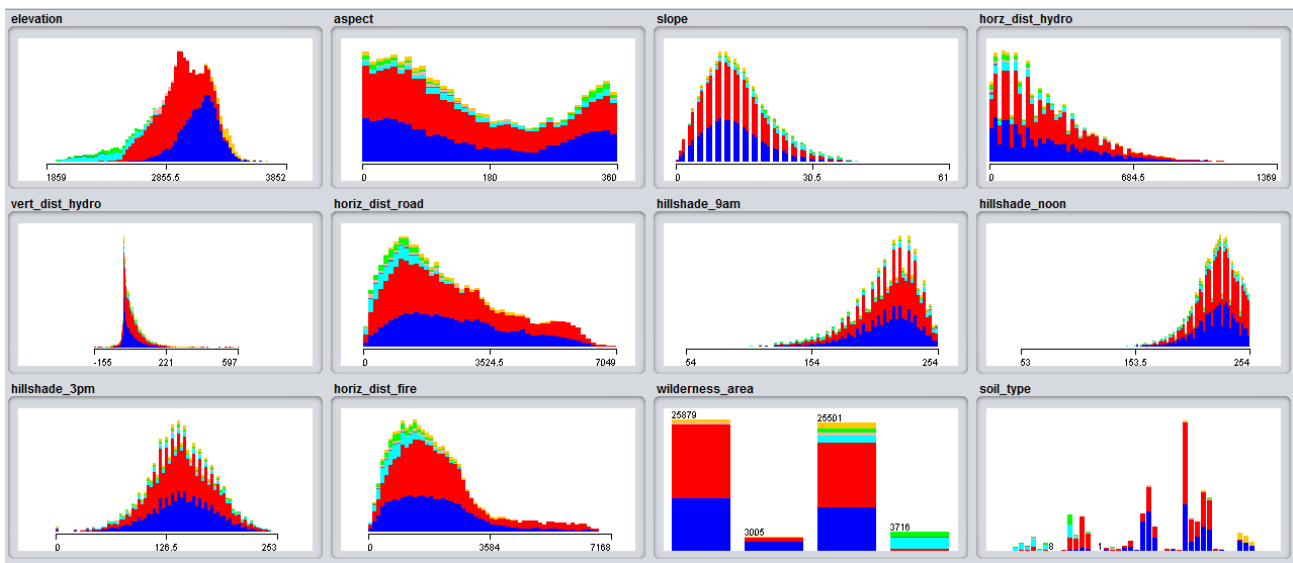 elevation
aspect
slope
horz_dist_hydro
1859 2855.5 3852
0 180 360
0 30.5 61
0 684.5 1369
vert_dist_hydro
horiz_dist_road
hillshade_9am
hillshade_noon
-155 221 597
0 3524.5 7049
54 154 254
53 153.5 254
hillshade_3pm
horiz_dist_fire
wilderness_area
soil_type
0 126.5 253
0 3584 7168
25879 3005 25501 3716
8 1